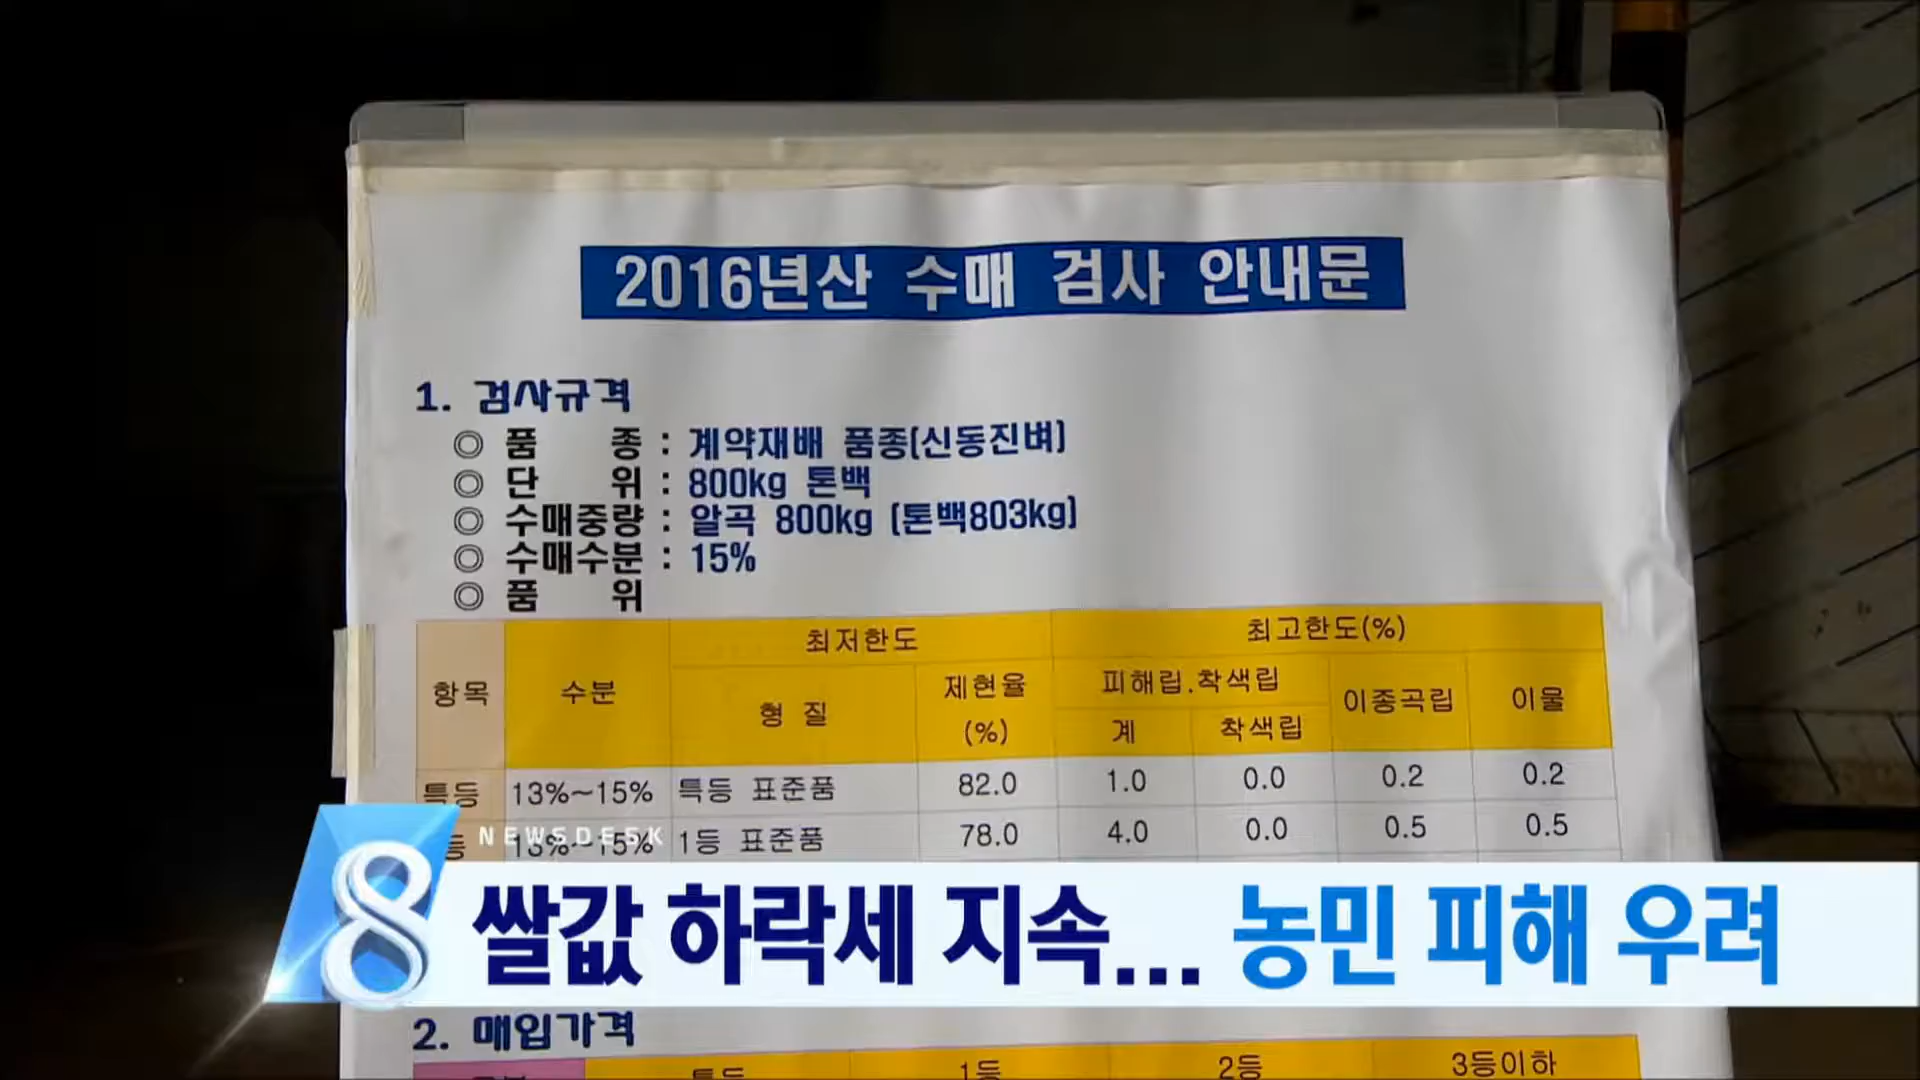 2016년산 수매 검사 안내문
1. 검사규격
◎ 품 종 : 계약재배 품종(신동진벼)
◎ 단 위 : 800kg 톤백
◎ 수매중량 : 알곡 800kg (톤백803kg)
◎ 수매수분 : 15%
◎ 품 위
항목 수분 최저한도 최고한도(%)
형 질 제현율 (%) 피해립.착색립 이종곡립 이물
계 착색립
특등 13%~15% 특등 표준품 82.0 1.0 0.0 0.2 0.2
등 13%~15% 1등 표준품 78.0 4.0 0.0 0.5 0.5
8 NEWSDESK
쌀값 하락세 지속... 농민 피해 우려
2. 매입가격
특등 1등 2등 3등이하